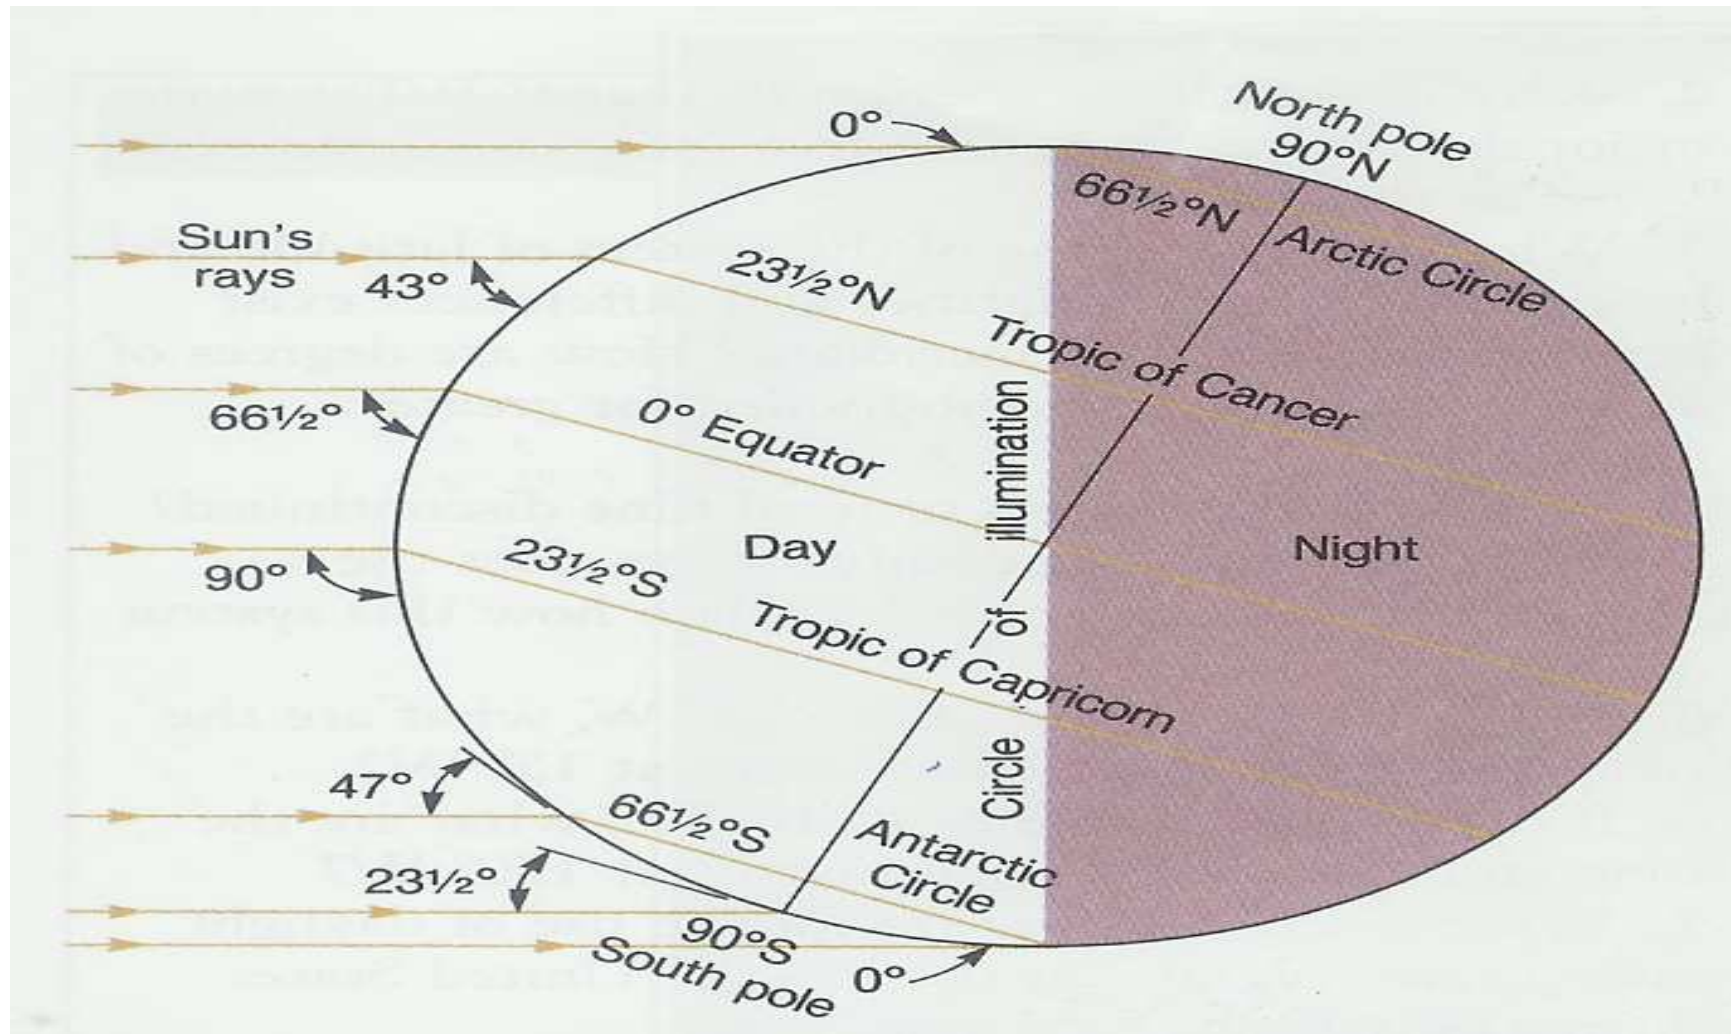 North pole
90°N
0°
66½°N
Arctic Circle
Sun's
rays
43°
23½°N
Tropic of Cancer
66½°
0° Equator
Circle of illumination
90°
23½°S
Day
Night
Tropic of Capricorn
47°
66½°S
Antarctic
Circle
23½°
90°S
South pole
0°